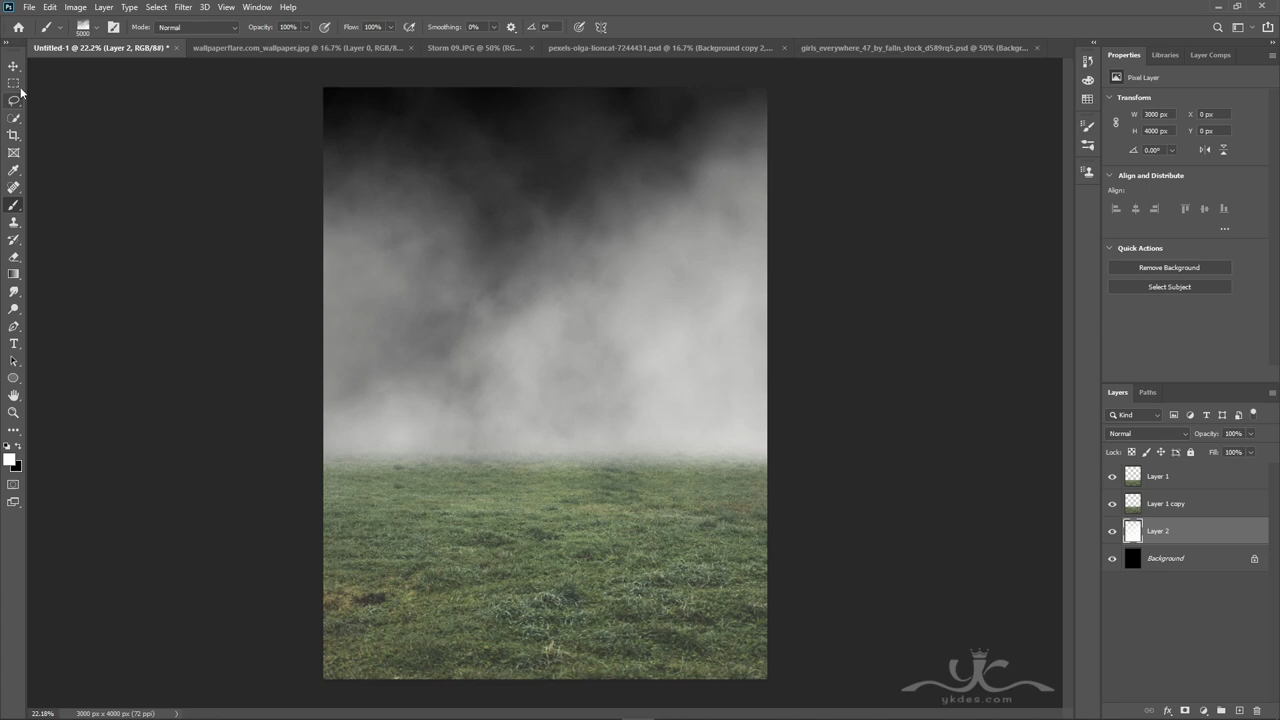 Ps File Edit Image Layer Type Select Filter 3D View Window Help
5000 Mode: Normal Opacity: 100% Flow: 100% Smoothing: 0% 0°
Untitled-1 @ 22.2% (Layer 2, RGB/8#) * × wallpaperflare.com_wallpaper.jpg @ 16.7% (Layer 0, RGB/8#... × Storm 09.JPG @ 50% (RG... × pexels-olga-lioncat-7244431.psd @ 16.7% (Background copy 2,... × girls_everywhere_47_by_falln_stock_d589rq5.psd @ 50% (Backgr... ×
Properties Libraries Layer Comps
Pixel Layer
Transform
W 3000 px X 0 px
H 4000 px Y 0 px
0.00°
Align and Distribute
Align:
Quick Actions
Remove Background
Select Subject
T
Layers Paths
Kind
Normal Opacity: 100%
Lock: Fill: 100%
Layer 1
Layer 1 copy
Layer 2
Background
yc
ykdes.com
22.18% 3000 px x 4000 px (72 ppi)
fx